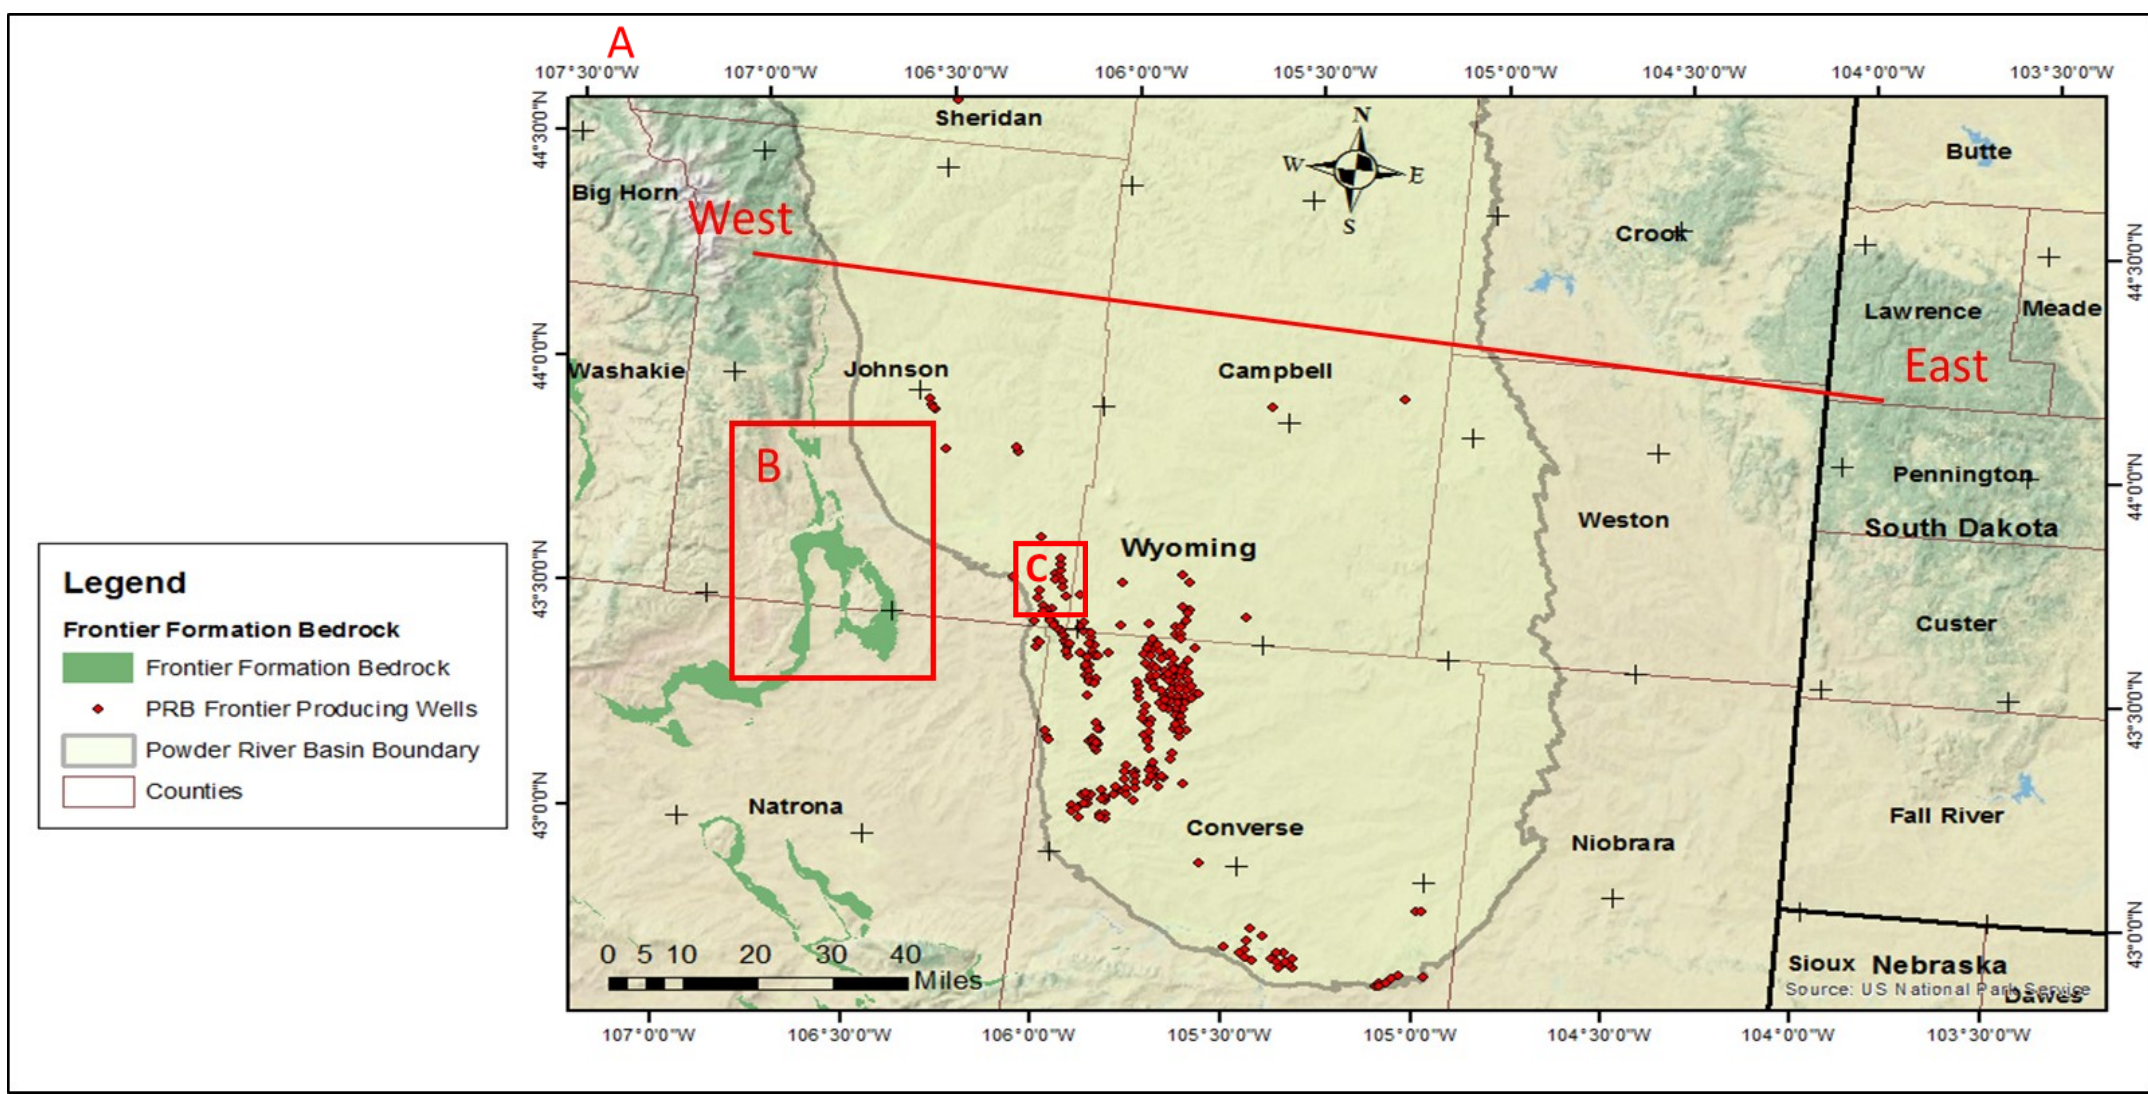 A
107°30'0"W 107°0'0"W 106°30'0"W 106°0'0"W 105°30'0"W 105°0'0"W 104°30'0"W 104°0'0"W 103°30'0"W
44°30'0"N
44°0'0"N
43°30'0"N
43°0'0"N
Sheridan
N
W E
S
Butte
Big Horn
West
Crook
44°30'0"N
44°0'0"N
43°30'0"N
43°0'0"N
Lawrence Meade
East
Washakie Johnson Campbell
B
Pennington
Weston South Dakota
Wyoming
C
Custer
Legend
Frontier Formation Bedrock
Frontier Formation Bedrock
PRB Frontier Producing Wells
Powder River Basin Boundary
Counties
Natrona Converse Niobrara Fall River
0 5 10 20 30 40
Miles
Sioux Nebraska
Source: US National Park Service
Dawes
107°0'0"W 106°30'0"W 106°0'0"W 105°30'0"W 105°0'0"W 104°30'0"W 104°0'0"W 103°30'0"W